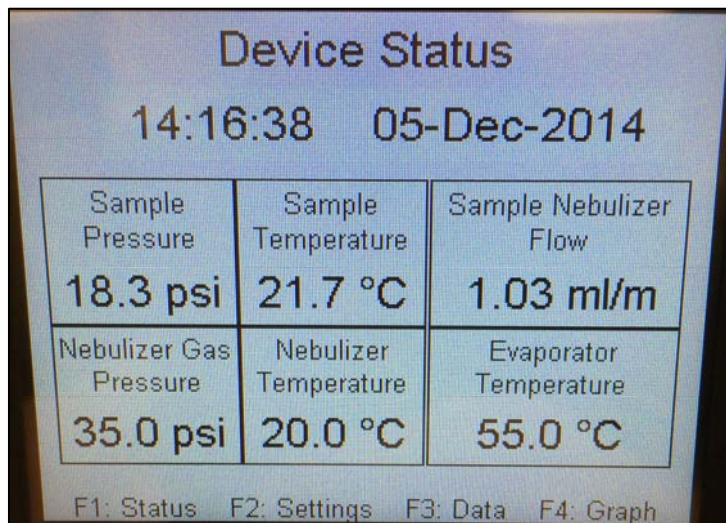 Device Status
14:16:38 05-Dec-2014
Sample Pressure
18.3 psi
Sample Temperature
21.7 °C
Sample Nebulizer Flow
1.03 ml/m
Nebulizer Gas Pressure
35.0 psi
Nebulizer Temperature
20.0 °C
Evaporator Temperature
55.0 °C
F1: Status F2: Settings F3: Data F4: Graph